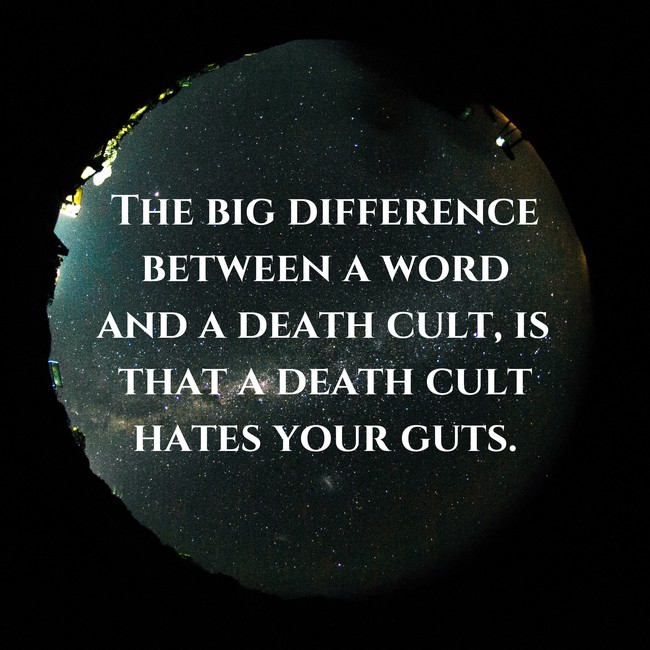 The big difference
between a word
and a death cult, is
that a death cult
hates your guts.